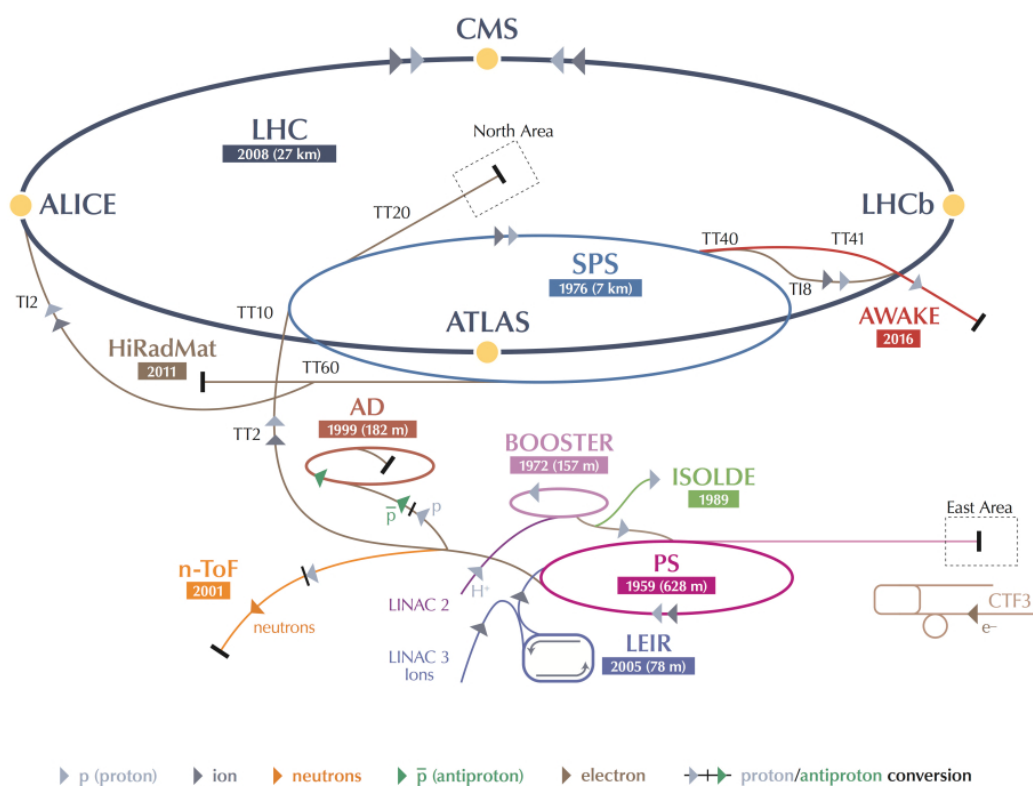 CMS
LHC
2008 (27 km)
North Area
ALICE
LHCb
TT20
TT40
TT41
SPS
1976 (7 km)
TI2
TI8
TT10
ATLAS
AWAKE
2016
HiRadMat
2011
TT60
AD
1999 (182 m)
TT2
BOOSTER
1972 (157 m)
ISOLDE
1989
p̅
p
East Area
n-ToF
2001
PS
1959 (628 m)
H⁺
LINAC 2
neutrons
CTF3
e–
LINAC 3
Ions
LEIR
2005 (78 m)
p (proton)
ion
neutrons
p̅ (antiproton)
electron
proton/antiproton conversion